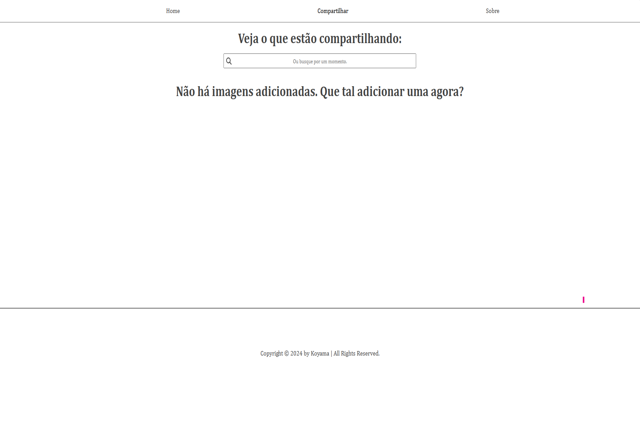 Home
Compartilhar
Sobre
Veja o que estão compartilhando:
Ou busque por um momento.
Não há imagens adicionadas. Que tal adicionar uma agora?
Copyright © 2024 by Koyama | All Rights Reserved.